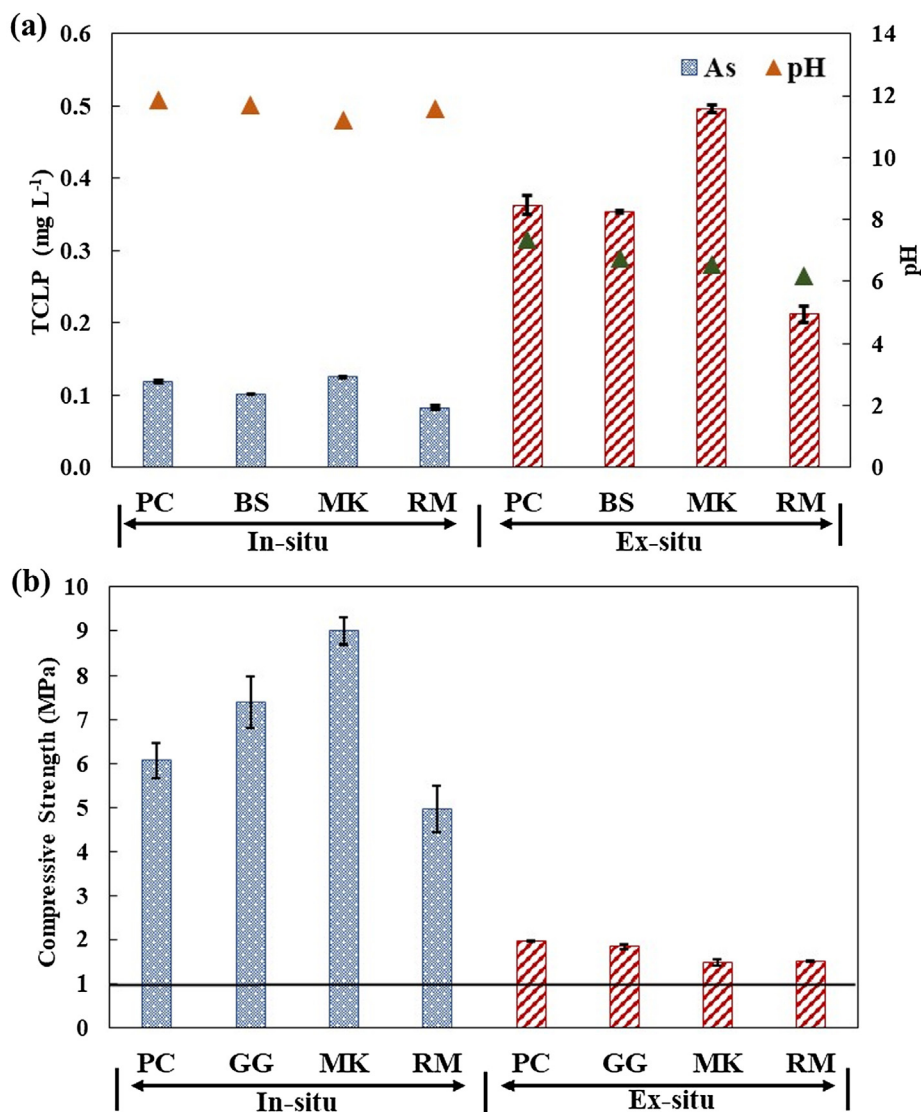 (a)
TCLP (mg L⁻¹)
0.6
0.5
0.4
0.3
0.2
0.1
0.0
As pH
14
12
10
8
6
4
2
0
pH
PC BS MK RM PC BS MK RM
In-situ Ex-situ
(b)
Compressive Strength (MPa)
10
9
8
7
6
5
4
3
2
1
0
PC GG MK RM PC GG MK RM
In-situ Ex-situ